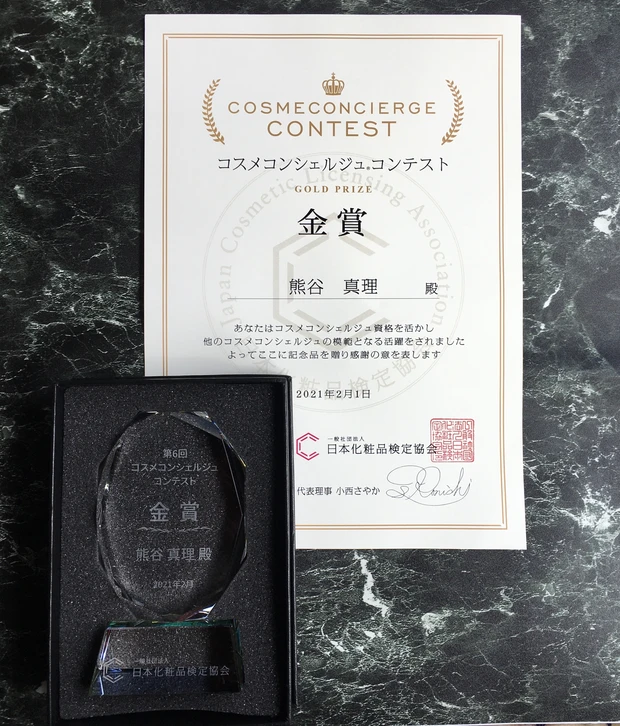 COSMECONCIERGE
CONTEST
コスメコンシェルジュ®コンテスト
GOLD PRIZE
金賞
Japan Cosmetic Licensing Association
熊谷 真理 殿
あなたはコスメコンシェルジュ資格を活かし
他のコスメコンシェルジュの模範となる活躍をされました
よってここに記念品を贈り感謝の意を表します
粧品検定協
2021年2月1日
一般社団法人
日本化粧品検定協会
代表理事 小西さやか
第6回
コスメコンシェルジュ
コンテスト
金賞
熊谷 真理 殿
2021年2月
一般社団法人
日本化粧品検定協会